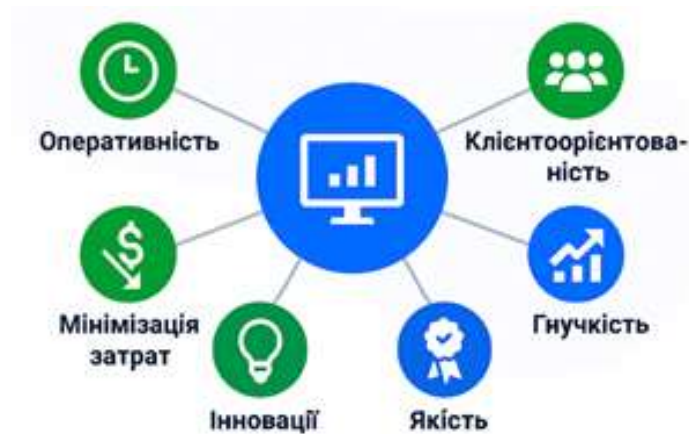 Оперативність
Клієнтоорієнтова-
ність
$
Мінімізація
затрат
Гнучкість
Інновації
Якість